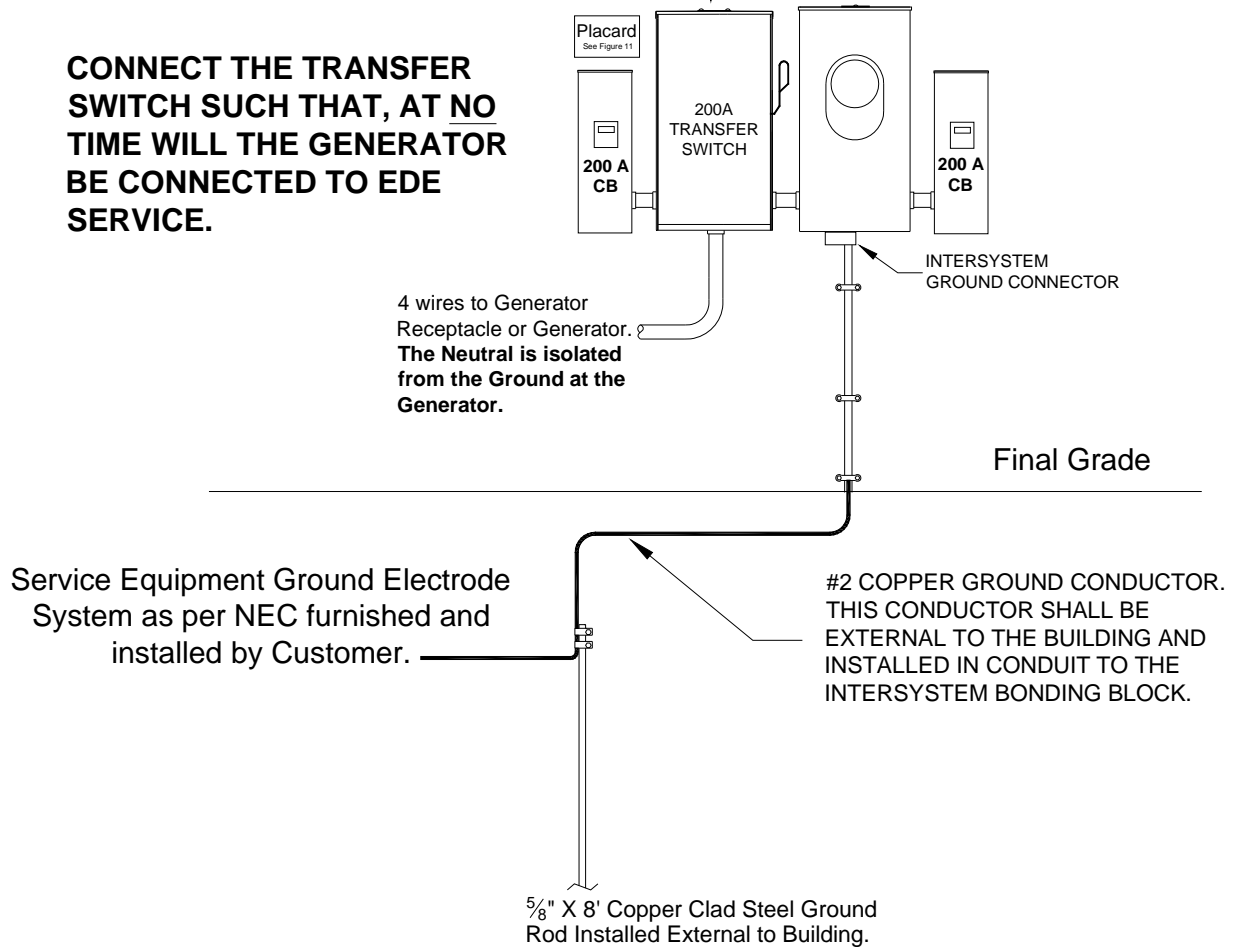 Placard
See Figure 11
CONNECT THE TRANSFER
SWITCH SUCH THAT, AT NO
TIME WILL THE GENERATOR
BE CONNECTED TO EDE
SERVICE.
200A
TRANSFER
SWITCH
200 A
CB
200 A
CB
INTERSYSTEM
GROUND CONNECTOR
4 wires to Generator
Receptacle or Generator.
The Neutral is isolated
from the Ground at the
Generator.
Final Grade
Service Equipment Ground Electrode
System as per NEC furnished and
installed by Customer.
#2 COPPER GROUND CONDUCTOR.
THIS CONDUCTOR SHALL BE
EXTERNAL TO THE BUILDING AND
INSTALLED IN CONDUIT TO THE
INTERSYSTEM BONDING BLOCK.
5⁄8" X 8' Copper Clad Steel Ground
Rod Installed External to Building.